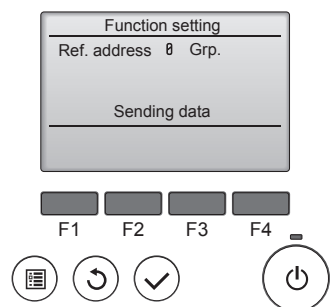 Function setting
Ref. address 0 Grp.
Sending data
F1 F2 F3 F4